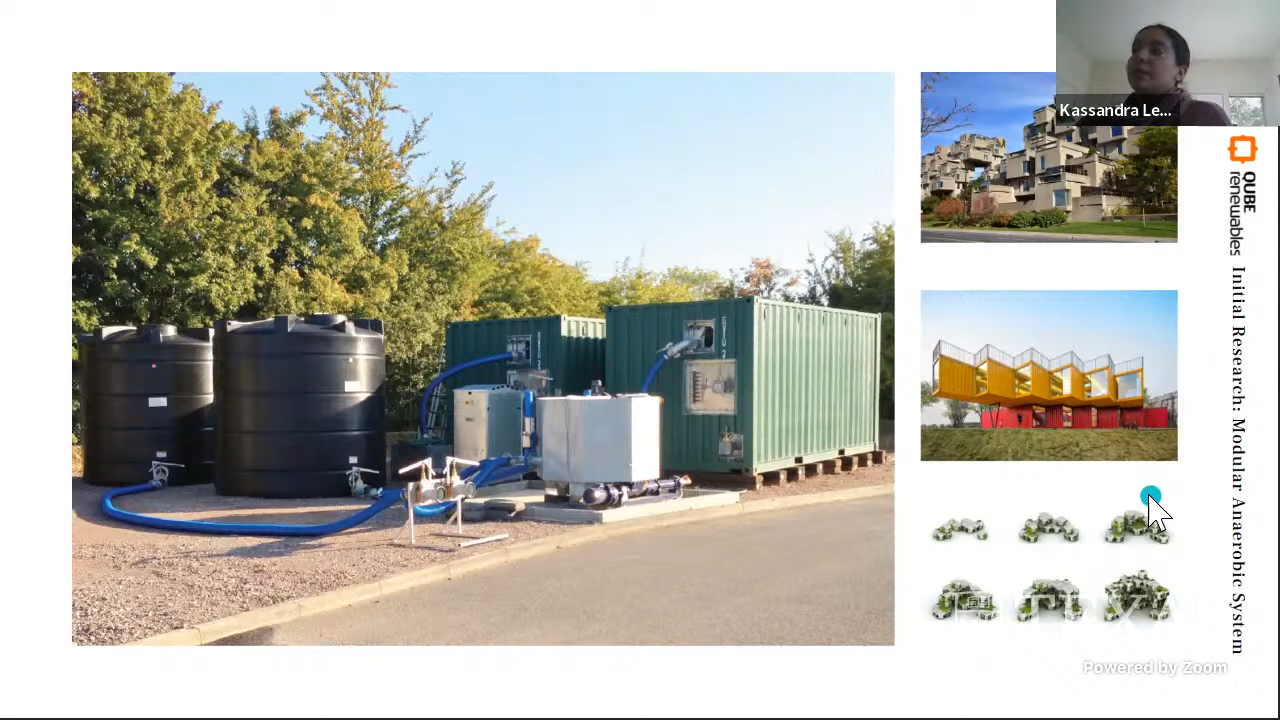 Kassandra Le...
QUBE
renewables
Initial Research: Modular Anaerobic System
Powered by Zoom